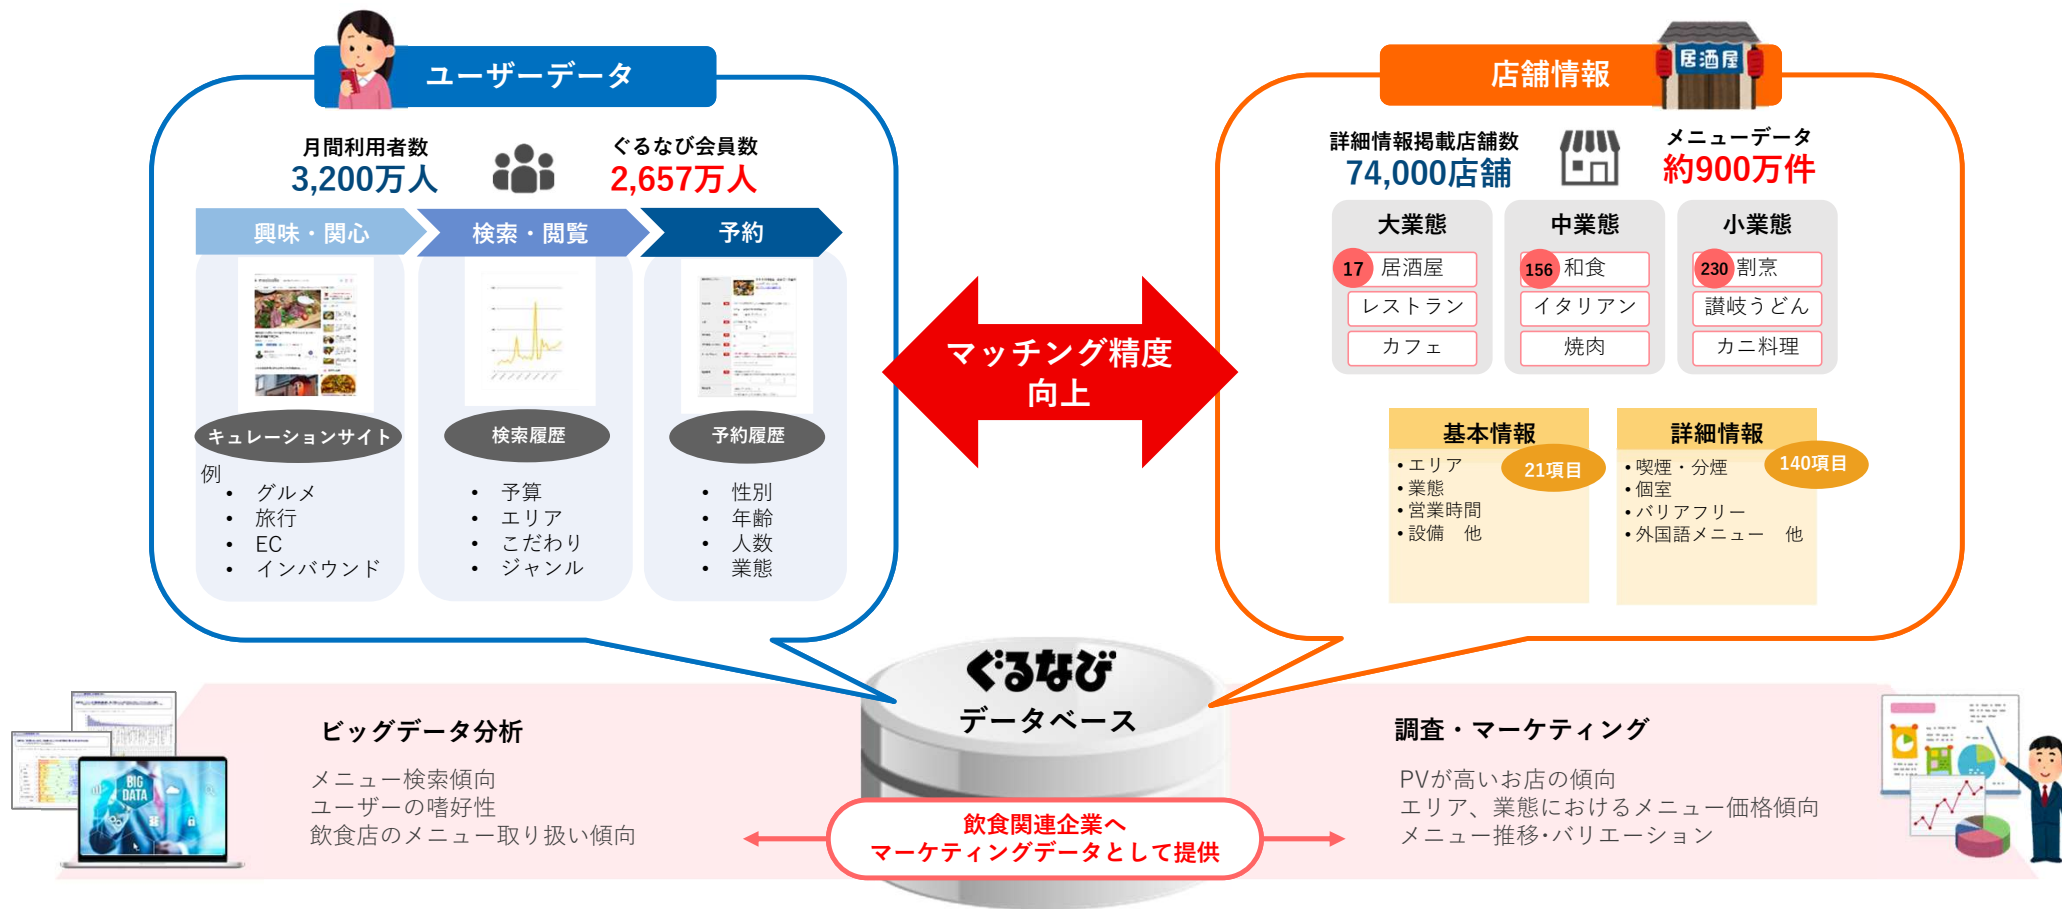 ユーザーデータ
月間利用者数
3,200万人
ぐるなび会員数
2,657万人
興味・関心
検索・閲覧
予約
キュレーションサイト
検索履歴
予約履歴
例
• グルメ
• 旅行
• EC
• インバウンド
• 予算
• エリア
• こだわり
• ジャンル
• 性別
• 年齢
• 人数
• 業態
マッチング精度
向上
店舗情報
居酒屋
詳細情報掲載店舗数
74,000店舗
メニューデータ
約900万件
大業態
17 居酒屋
レストラン
カフェ
中業態
156 和食
イタリアン
焼肉
小業態
230 割烹
讃岐うどん
カニ料理
基本情報
21項目
• エリア
• 業態
• 営業時間
• 設備 他
詳細情報
140項目
• 喫煙・分煙
• 個室
• バリアフリー
• 外国語メニュー 他
ぐるなび
データベース
飲食関連企業へ
マーケティングデータとして提供
ビッグデータ分析
メニュー検索傾向
ユーザーの嗜好性
飲食店のメニュー取り扱い傾向
BIG
DATA
調査・マーケティング
PVが高いお店の傾向
エリア、業態におけるメニュー価格傾向
メニュー推移・バリエーション